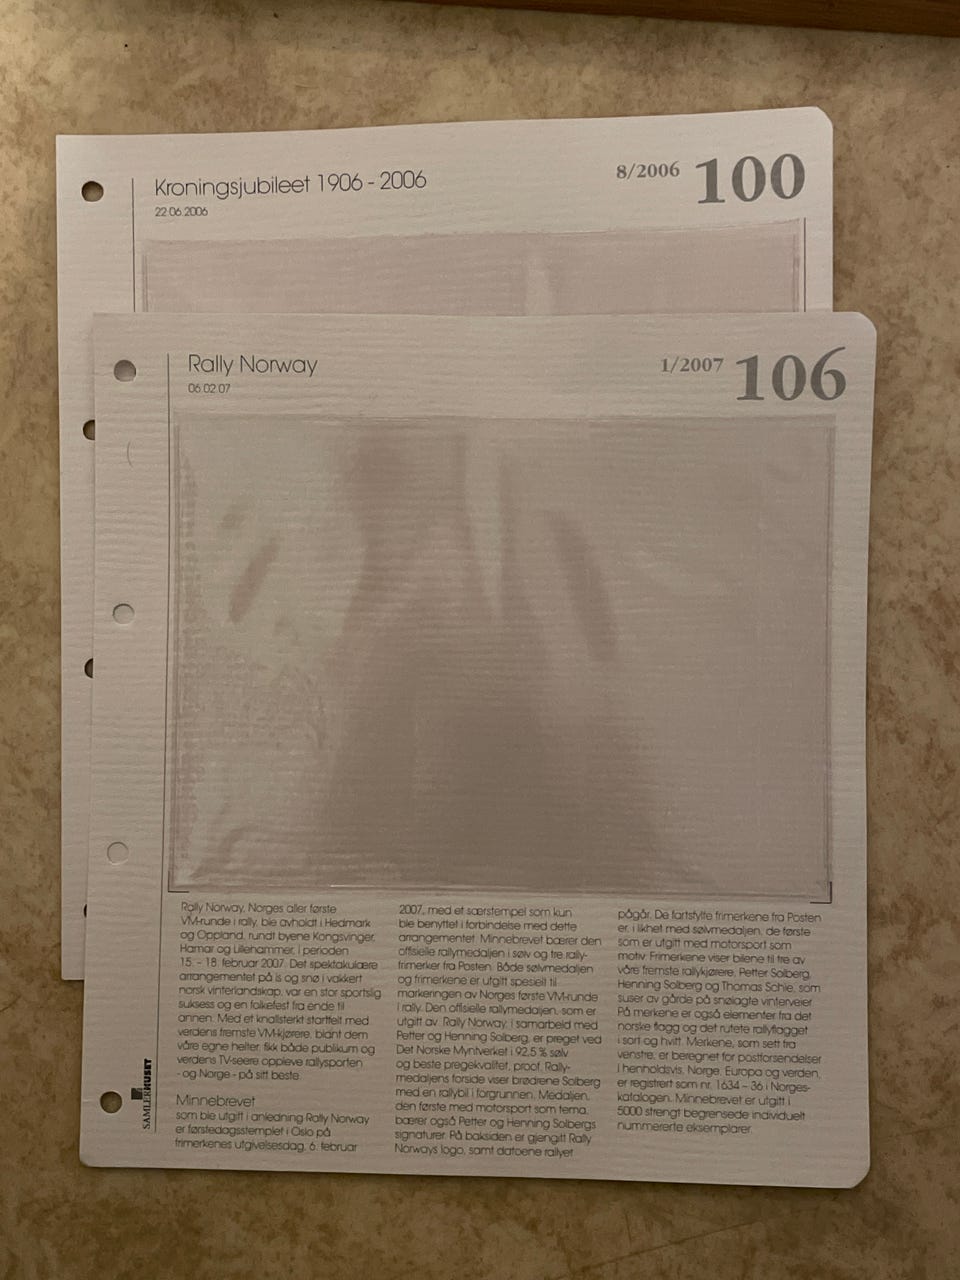 Kroningsjubileet 1906 - 2006
22.06.2006
8/2006 100
Rally Norway
06.02.07
1/2007 106
Rally Norway, Norges aller første
VM-runde i rally, ble avholdt i Hedmark
og Oppland, rundt byene Kongsvinger,
Hamar og Lillehammer, i perioden
15. - 18. februar 2007. Det spektakulære
arrangementet på is og snø i vakkert
norsk vinterlandskap, var en stor sportslig
suksess og en folkefest fra ende til
annen. Med et knallsterkt startfelt med
verdens fremste VM-kjørere, blant dem
våre egne helter, fikk både publikum og
verdens TV-seere oppleve rallysporten
- og Norge - på sitt beste.
Minnebrevet
som ble utgitt i anledning Rally Norway
er førstedagsstemplet i Oslo på
frimerkenes utgivelsesdag, 6. februar
2007, med et særstempel som kun
ble benyttet i forbindelse med dette
arrangementet. Minnebrevet bærer den
offisielle rallymedaljen i sølv og tre rally-
frimerker fra Posten. Både sølvmedaljen
og frimerkene er utgitt spesielt til
markeringen av Norges første VM-runde
i rally. Den offisielle rallymedaljen, som er
utgitt av Rally Norway, i samarbeid med
Petter og Henning Solberg, er preget ved
Det Norske Myntverket i 92,5 % sølv
og beste pregekvalitet, proof. Rally-
medaljens forside viser brødrene Solberg
med en rallybil i forgrunnen. Medaljen,
den første med motorsport som tema,
bærer også Petter og Henning Solbergs
signaturer. På baksiden er gjengitt Rally
Norways logo, samt datoene rallyet
pågår. De fartsfylte frimerkene fra Posten
er, i likhet med sølvmedaljen, de første
som er utgitt med motorsport som
motiv. Frimerkene viser bilene til tre av
våre fremste rallykjørere, Petter Solberg,
Henning Solberg og Thomas Schie, som
suser av gårde på snølagte vinterveier.
På merkene er også elementer fra det
norske flagg og det rutete rallyflagget
i sort og hvitt. Merkene, som sett fra
venstre, er beregnet for postforsendelser
i henholdsvis, Norge, Europa og verden,
er registrert som nr. 1634 – 36 i Norges-
katalogen. Minnebrevet er utgitt i
5000 strengt begrensede individuelt
nummererte eksemplarer.
SAMLERHUSET